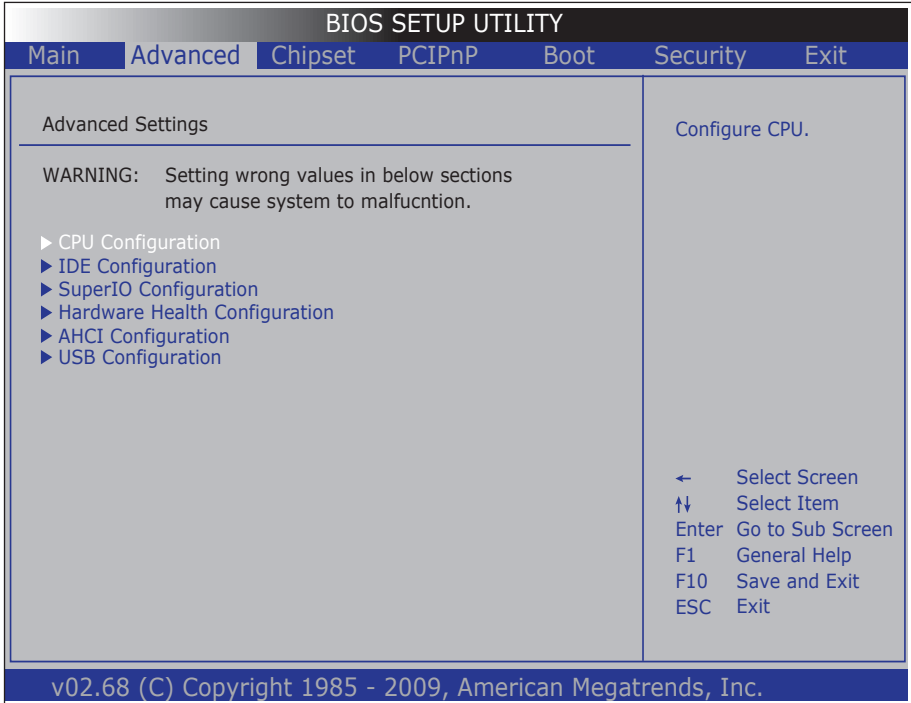 BIOS SETUP UTILITY
Main Advanced Chipset PCIPnP Boot Security Exit
Advanced Settings
WARNING: Setting wrong values in below sections
may cause system to malfucntion.
CPU Configuration
IDE Configuration
SuperIO Configuration
Hardware Health Configuration
AHCI Configuration
USB Configuration
Configure CPU.
← Select Screen
↑↓ Select Item
Enter Go to Sub Screen
F1 General Help
F10 Save and Exit
ESC Exit
v02.68 (C) Copyright 1985 - 2009, American Megatrends, Inc.